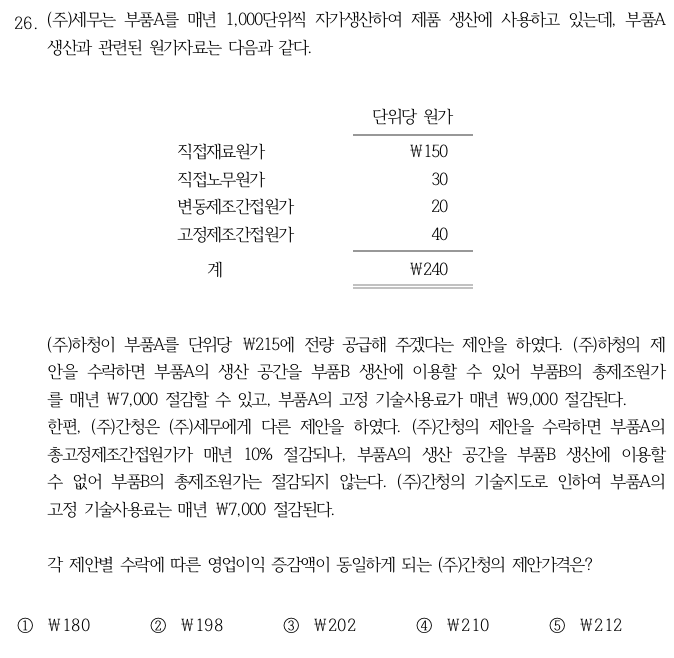 26. (주)세무는 부품A를 매년 1,000단위씩 자가생산하여 제품 생산에 사용하고 있는데, 부품A
생산과 관련된 원가자료는 다음과 같다.
단위당 원가
직접재료원가 ₩150
직접노무원가 30
변동제조간접원가 20
고정제조간접원가 40
계 ₩240
(주)하청이 부품A를 단위당 ₩215에 전량 공급해 주겠다는 제안을 하였다. (주)하청의 제
안을 수락하면 부품A의 생산 공간을 부품B 생산에 이용할 수 있어 부품B의 총제조원가
를 매년 ₩7,000 절감할 수 있고, 부품A의 고정 기술사용료가 매년 ₩9,000 절감된다.
한편, (주)간청은 (주)세무에게 다른 제안을 하였다. (주)간청의 제안을 수락하면 부품A의
총고정제조간접원가가 매년 10% 절감되나, 부품A의 생산 공간을 부품B 생산에 이용할
수 없어 부품B의 총제조원가는 절감되지 않는다. (주)간청의 기술지도로 인하여 부품A의
고정 기술사용료는 매년 ₩7,000 절감된다.
각 제안별 수락에 따른 영업이익 증감액이 동일하게 되는 (주)간청의 제안가격은?
① ₩180 ② ₩198 ③ ₩202 ④ ₩210 ⑤ ₩212